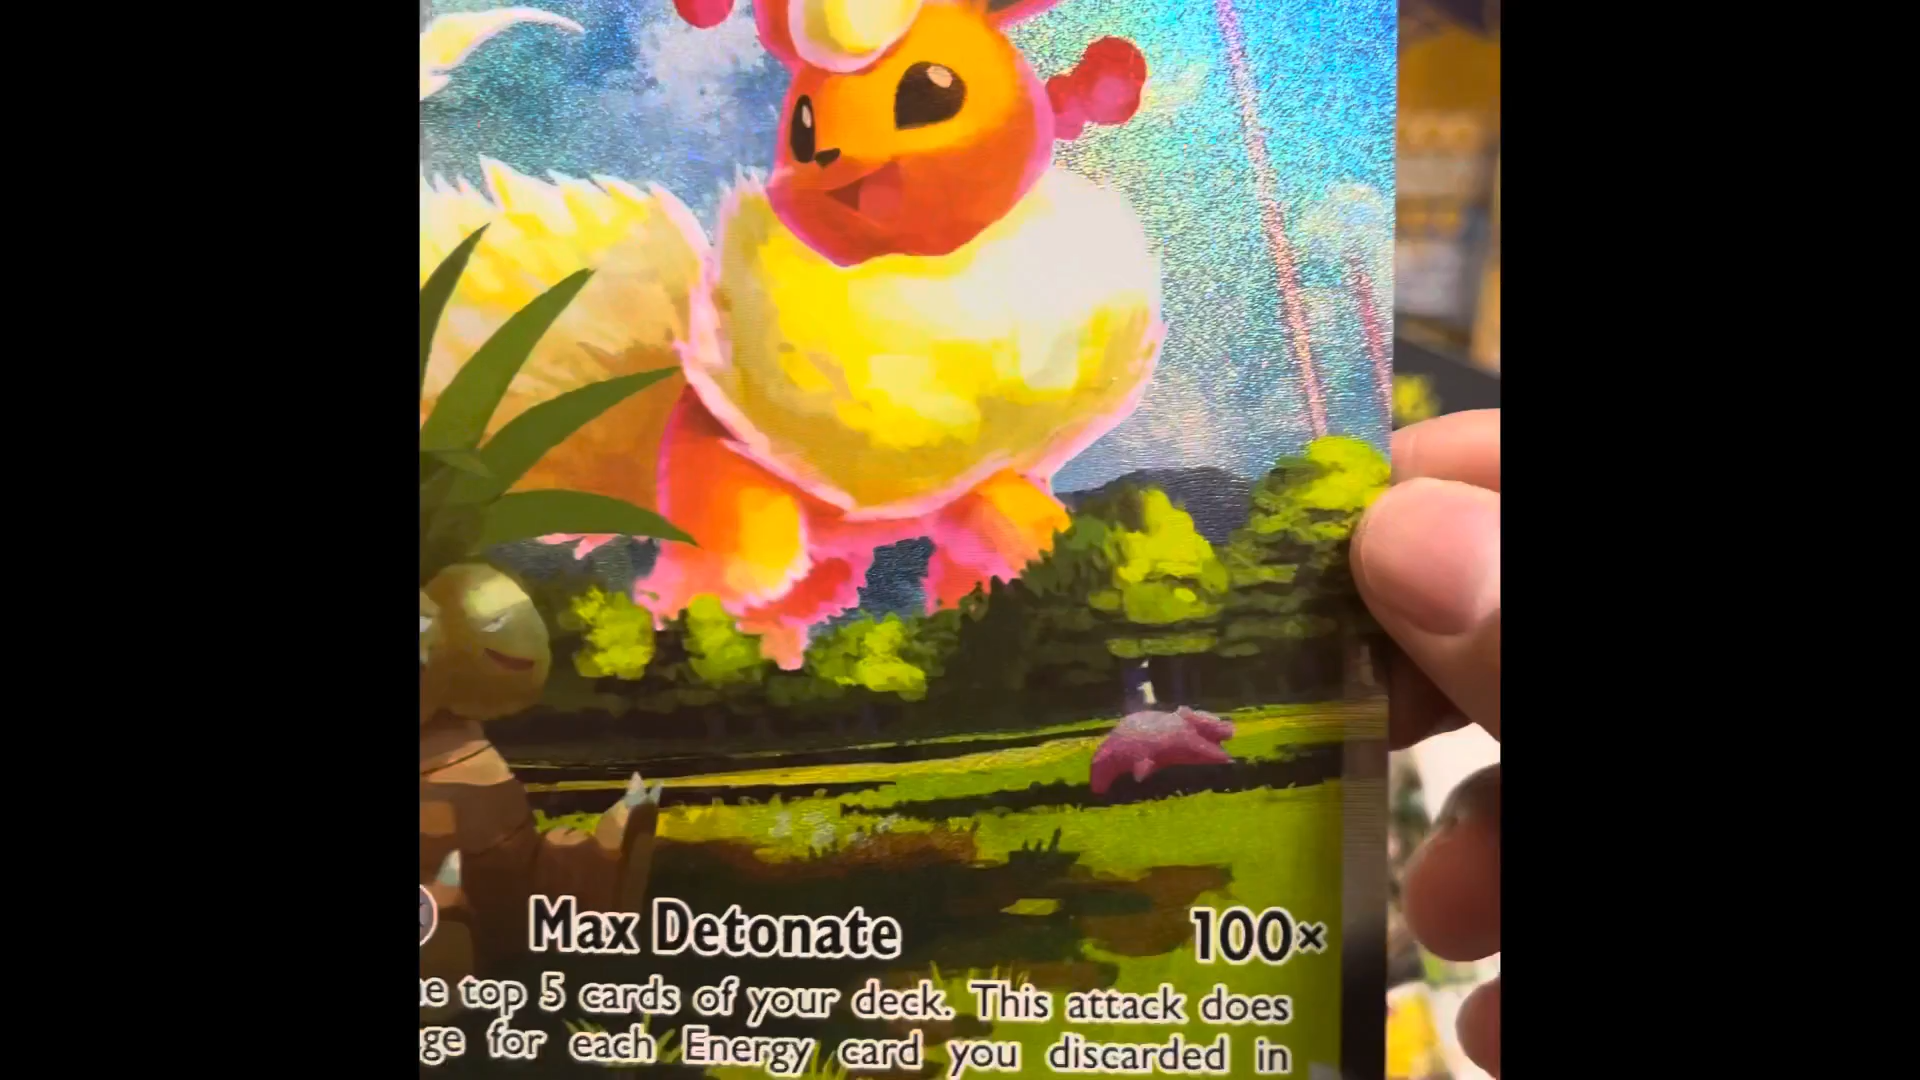 Max Detonate 100×
top 5 cards of your deck. This attack does
for each Energy card you discarded in